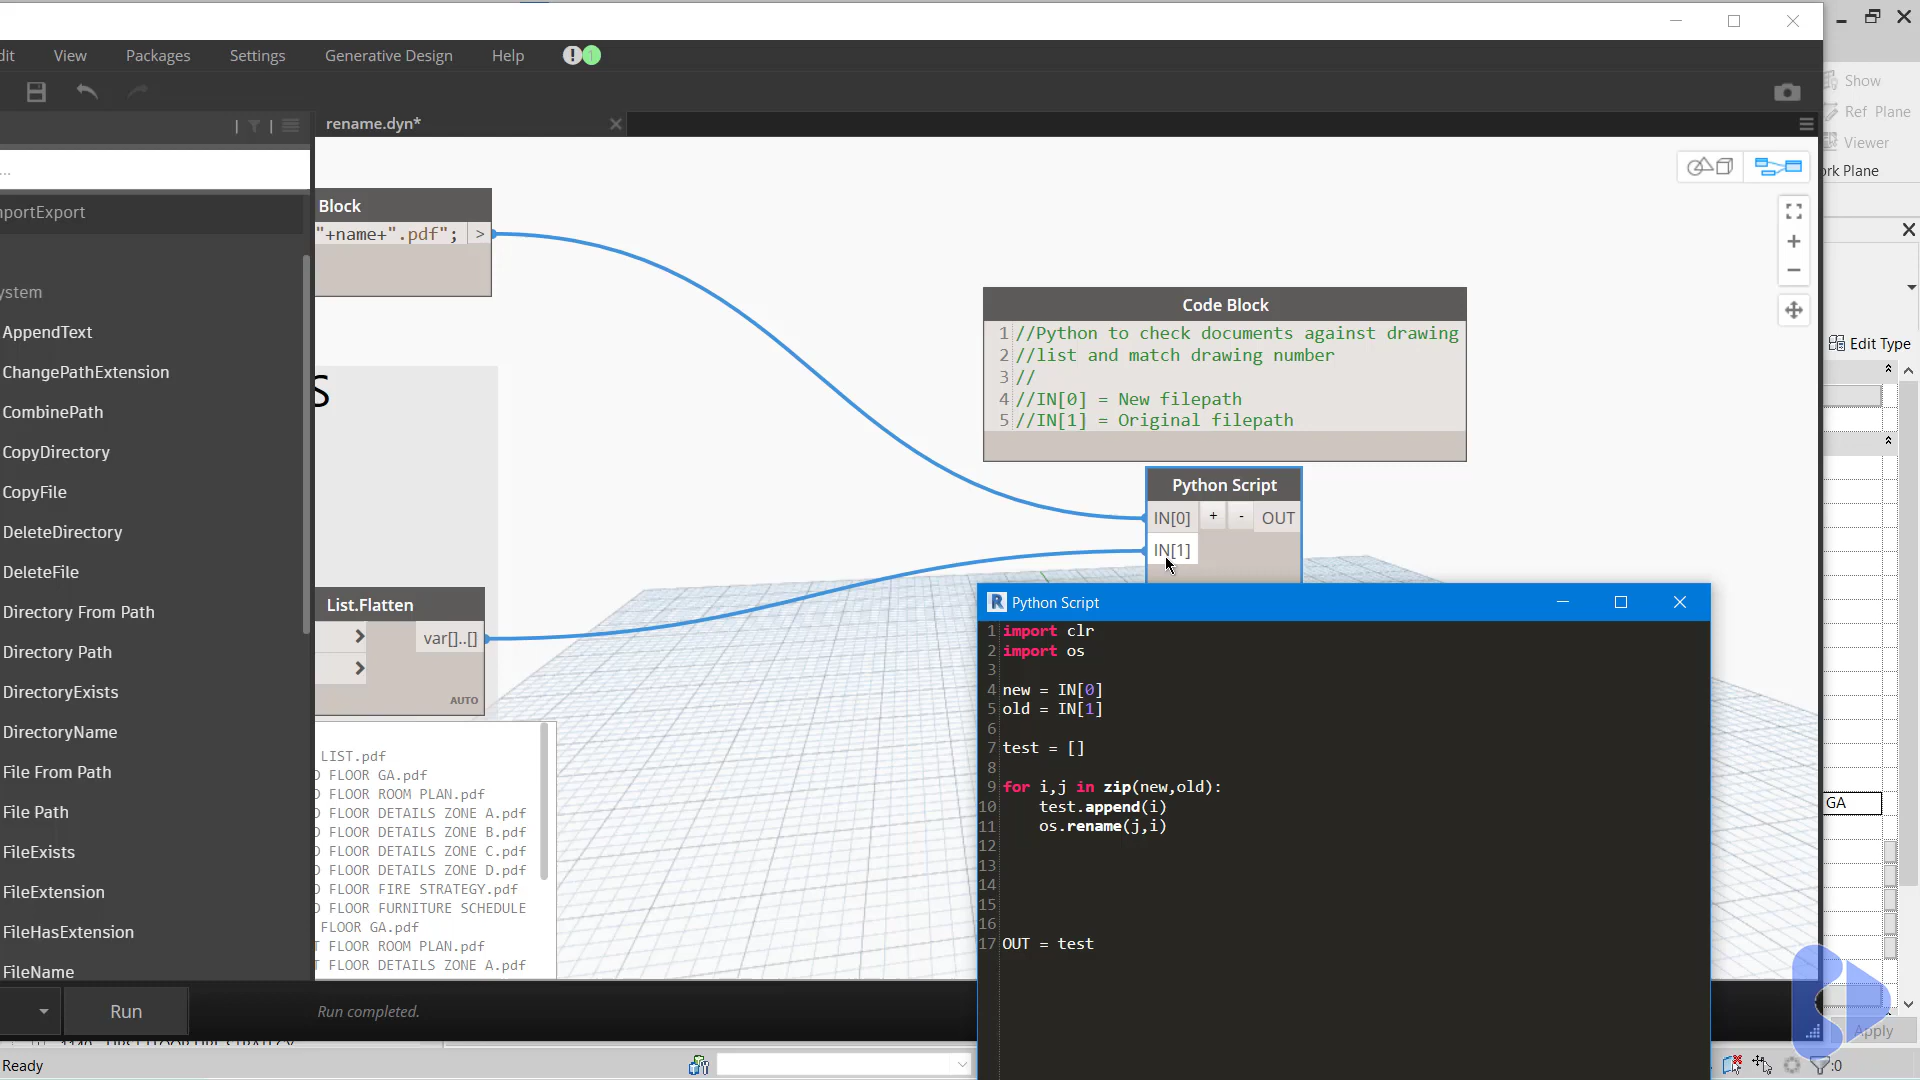 dit View Packages Settings Generative Design Help
Show
Ref Plane
Viewer
ork Plane
Edit Type
GA
Apply
rename.dyn*
...
mportExport
ystem
AppendText
ChangePathExtension
CombinePath
CopyDirectory
CopyFile
DeleteDirectory
DeleteFile
Directory From Path
Directory Path
DirectoryExists
DirectoryName
File From Path
File Path
FileExists
FileExtension
FileHasExtension
FileName
Block
"+name+".pdf"; >
S
List.Flatten
var[]..[]
AUTO
LIST.pdf
D FLOOR GA.pdf
D FLOOR ROOM PLAN.pdf
D FLOOR DETAILS ZONE A.pdf
D FLOOR DETAILS ZONE B.pdf
D FLOOR DETAILS ZONE C.pdf
D FLOOR DETAILS ZONE D.pdf
D FLOOR FIRE STRATEGY.pdf
D FLOOR FURNITURE SCHEDULE
FLOOR GA.pdf
T FLOOR ROOM PLAN.pdf
T FLOOR DETAILS ZONE A.pdf
Code Block
1 //Python to check documents against drawing
2 //list and match drawing number
3 //
4 //IN[0] = New filepath
5 //IN[1] = Original filepath
Python Script
IN[0] + - OUT
IN[1]
Python Script
1 import clr
2 import os
3
4 new = IN[0]
5 old = IN[1]
6
7 test = []
8
9 for i,j in zip(new,old):
10 test.append(i)
11 os.rename(j,i)
12
13
14
15
16
17 OUT = test
Run
Run completed.
Ready
:0